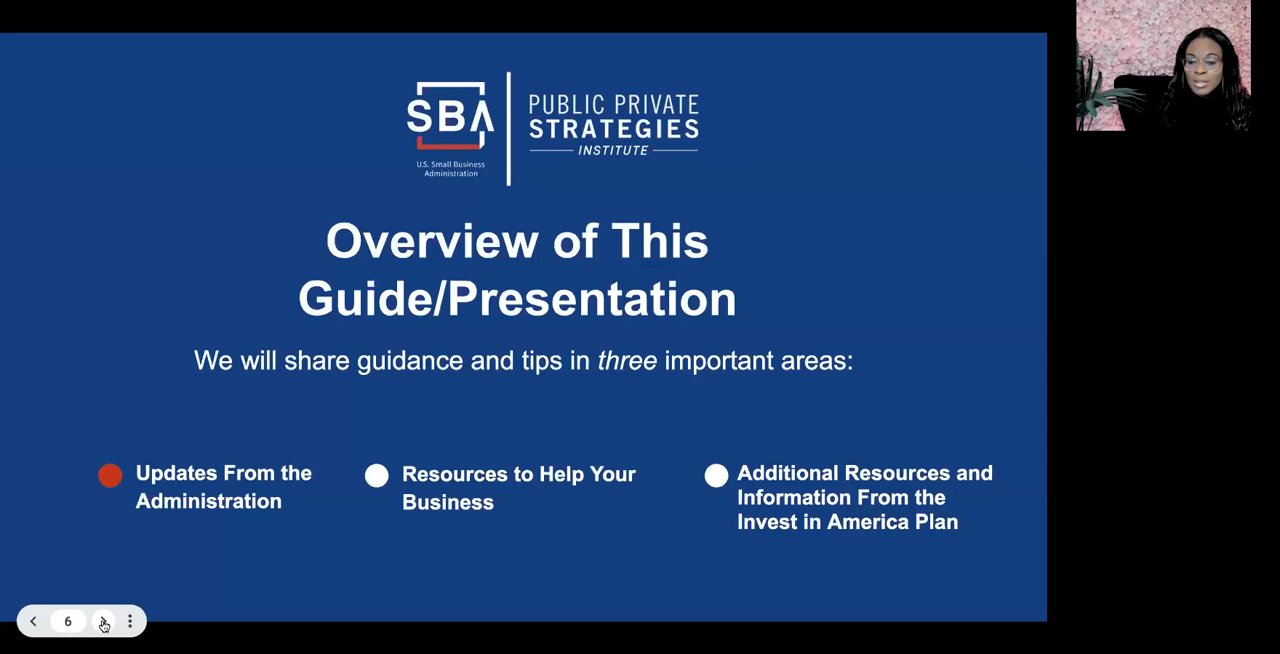 SBA
U.S. Small Business
Administration
PUBLIC PRIVATE
STRATEGIES
INSTITUTE
Overview of This
Guide/Presentation
We will share guidance and tips in three important areas:
Updates From the
Administration
Resources to Help Your
Business
Additional Resources and
Information From the
Invest in America Plan
6